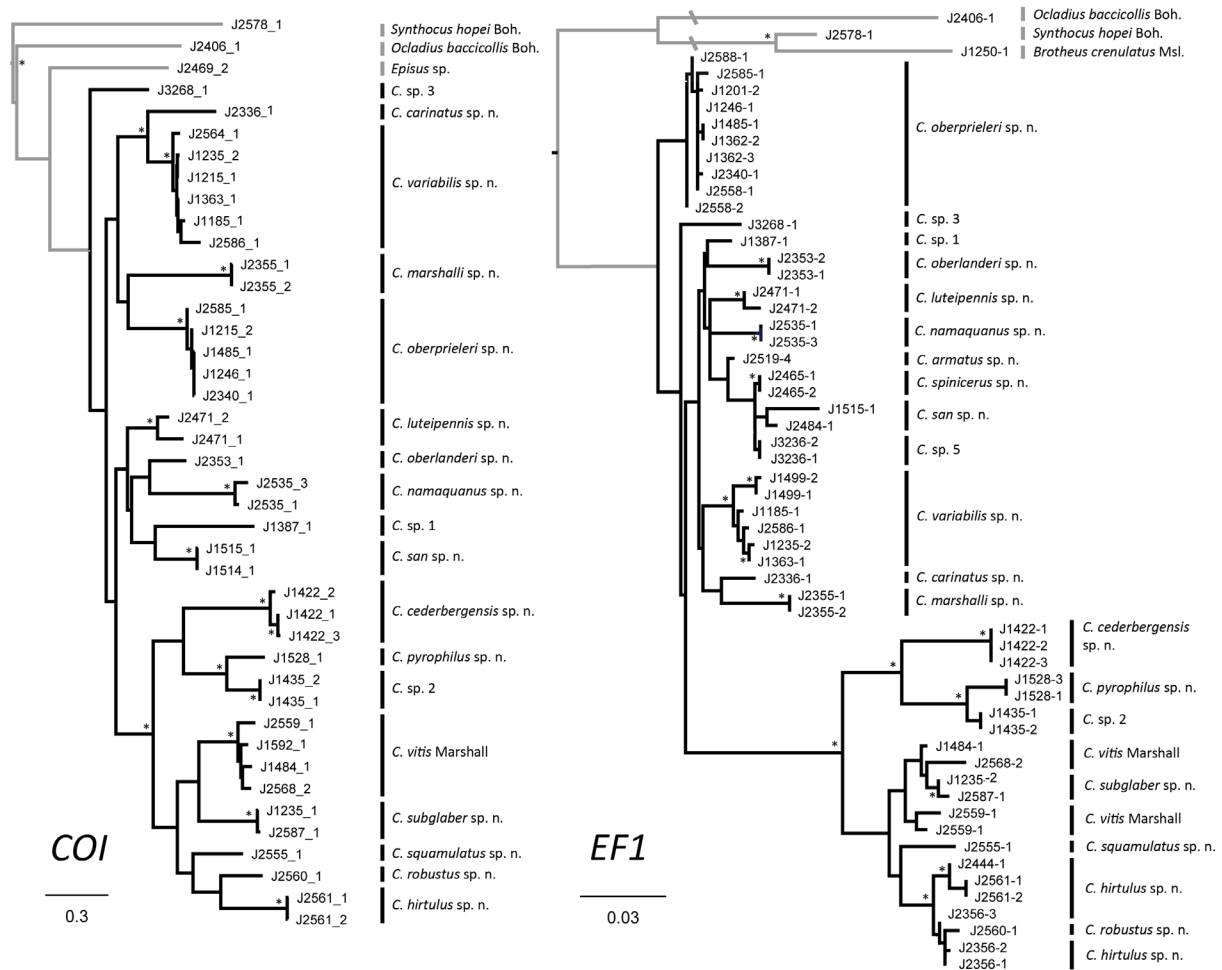 J2578_1
J2406_1
*
J2469_2
J3268_1
J2336_1
*
J2564_1
*
J1235_2
J1215_1
J1363_1
J1185_1
J2586_1
*
J2355_1
J2355_2
J2585_1
*
J1215_2
J1485_1
J1246_1
J2340_1
*
J2471_2
J2471_1
J2353_1
*
J2535_3
J2535_1
J1387_1
*
J1515_1
J1514_1
J1422_2
*
J1422_1
*
J1422_3
J1528_1
*
J1435_2
*
J1435_1
*
J2559_1
*
J1592_1
J1484_1
J2568_2
*
J1235_1
J2587_1
J2555_1
J2560_1
*
J2561_1
J2561_2
Synthocus hopei Boh.
Ocladius baccicollis Boh.
Episus sp.
C. sp. 3
C. carinatus sp. n.
C. variabilis sp. n.
C. marshalli sp. n.
C. oberprieleri sp. n.
C. luteipennis sp. n.
C. oberlanderi sp. n.
C. namaquanus sp. n.
C. sp. 1
C. san sp. n.
C. cederbergensis sp. n.
C. pyrophilus sp. n.
C. sp. 2
C. vitis Marshall
C. subglaber sp. n.
C. squamulatus sp. n.
C. robustus sp. n.
C. hirtulus sp. n.
COI
0.3
J2406-1
*
J2578-1
J1250-1
J2588-1
J2585-1
J1201-2
J1246-1
J1485-1
J1362-2
J1362-3
J2340-1
J2558-1
J2558-2
J3268-1
J1387-1
*
J2353-2
J2353-1
*
J2471-1
J2471-2
J2535-1
*
J2535-3
J2519-4
*
J2465-1
J2465-2
J1515-1
J2484-1
J3236-2
J3236-1
*
J1499-2
*
J1499-1
J1185-1
J2586-1
J1235-2
*
J1363-1
J2336-1
*
J2355-1
J2355-2
*
J1422-1
J1422-2
J1422-3
*
J1528-3
*
J1528-1
J1435-1
J1435-2
*
J1484-1
J2568-2
J1235-2
*
J2587-1
J2559-1
J2559-1
J2555-1
J2444-1
*
J2561-1
*
J2561-2
J2356-3
J2560-1
J2356-2
J2356-1
Ocladius baccicollis Boh.
Synthocus hopei Boh.
Brotheus crenulatus Msl.
C. oberprieleri sp. n.
C. sp. 3
C. sp. 1
C. oberlanderi sp. n.
C. luteipennis sp. n.
C. namaquanus sp. n.
C. armatus sp. n.
C. spinicerus sp. n.
C. san sp. n.
C. sp. 5
C. variabilis sp. n.
C. carinatus sp. n.
C. marshalli sp. n.
C. cederbergensis
sp. n.
C. pyrophilus sp. n.
C. sp. 2
C. vitis Marshall
C. subglaber sp. n.
C. vitis Marshall
C. squamulatus sp. n.
C. hirtulus sp. n.
C. robustus sp. n.
C. hirtulus sp. n.
EF1
0.03